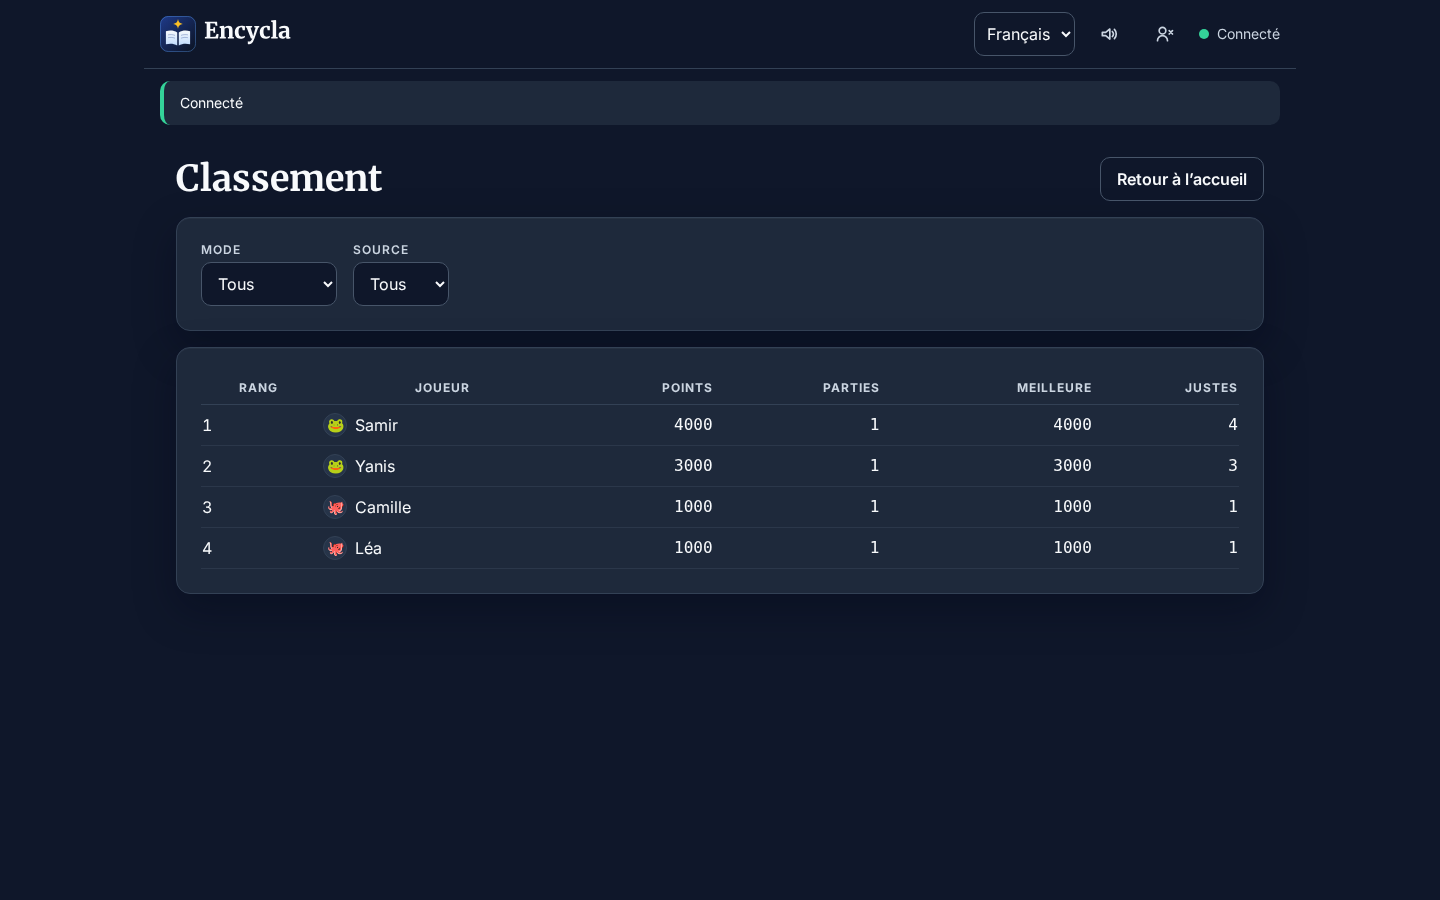 Encycla
Français
Connecté
Connecté
Classement
Retour à l’accueil
MODE SOURCE
Tous Tous
RANG JOUEUR POINTS PARTIES MEILLEURE JUSTES
1 Samir 4000 1 4000 4
2 Yanis 3000 1 3000 3
3 Camille 1000 1 1000 1
4 Léa 1000 1 1000 1